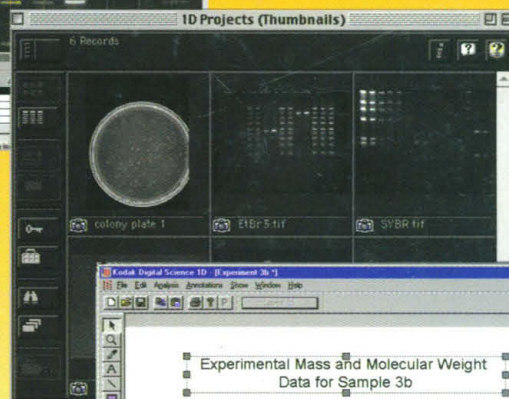 1D Projects (Thumbnails)
6 Records
colony plate 1
EtBr3.tif
SYBR.tif
Kodak Digital Science 1D - [Experiment 3b *]
File Edit Analysis Annotations Show Window Help
Experimental Mass and Molecular Weight
Data for Sample 3b